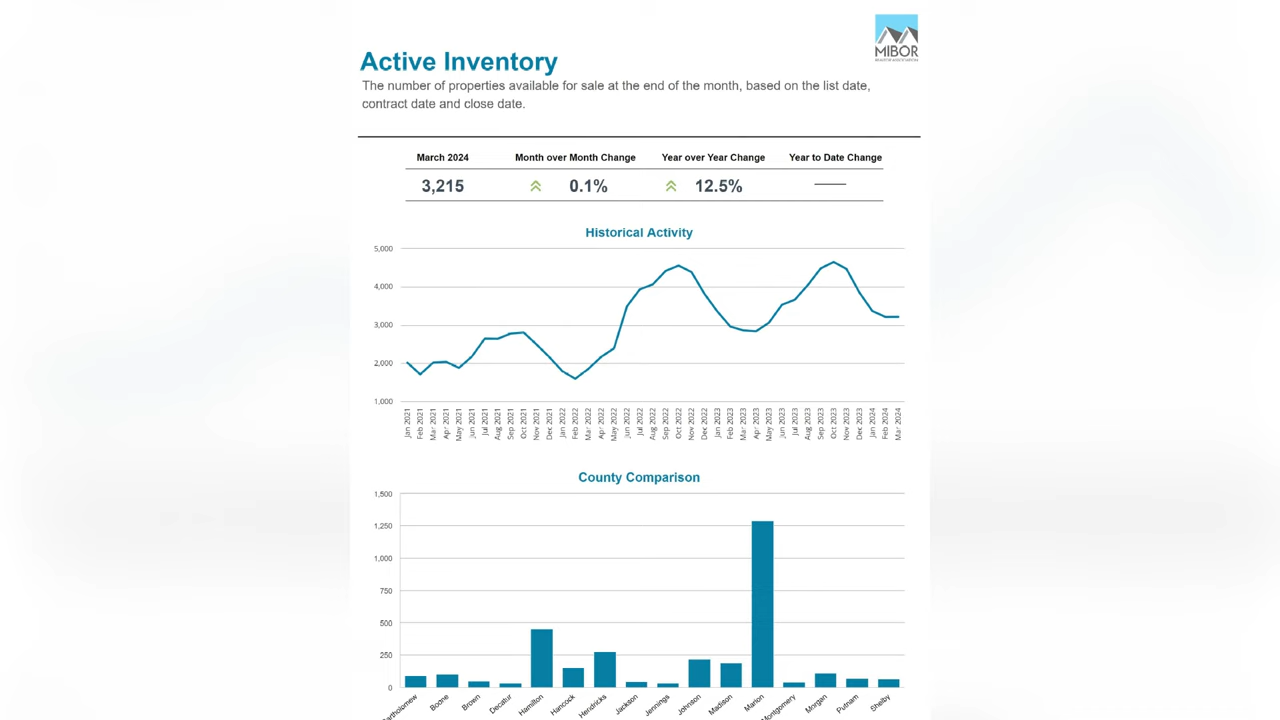 MIBOR
REALTOR ASSOCIATION
Active Inventory
The number of properties available for sale at the end of the month, based on the list date,
contract date and close date.
March 2024 Month over Month Change Year over Year Change Year to Date Change
3,215 0.1% 12.5%
Historical Activity
5,000
4,000
3,000
2,000
1,000
Jan 2021
Feb 2021
Mar 2021
Apr 2021
May 2021
Jun 2021
Jul 2021
Aug 2021
Sep 2021
Oct 2021
Nov 2021
Dec 2021
Jan 2022
Feb 2022
Mar 2022
Apr 2022
May 2022
Jun 2022
Jul 2022
Aug 2022
Sep 2022
Oct 2022
Nov 2022
Dec 2022
Jan 2023
Feb 2023
Mar 2023
Apr 2023
May 2023
Jun 2023
Jul 2023
Aug 2023
Sep 2023
Oct 2023
Nov 2023
Dec 2023
Jan 2024
Feb 2024
Mar 2024
County Comparison
1,500
1,250
1,000
750
500
250
0
artholomew
Boone
Brown
Decatur
Hamilton
Hancock
Hendricks
Jackson
Jennings
Johnson
Madison
Marion
Montgomery
Morgan
Putnam
Shelby